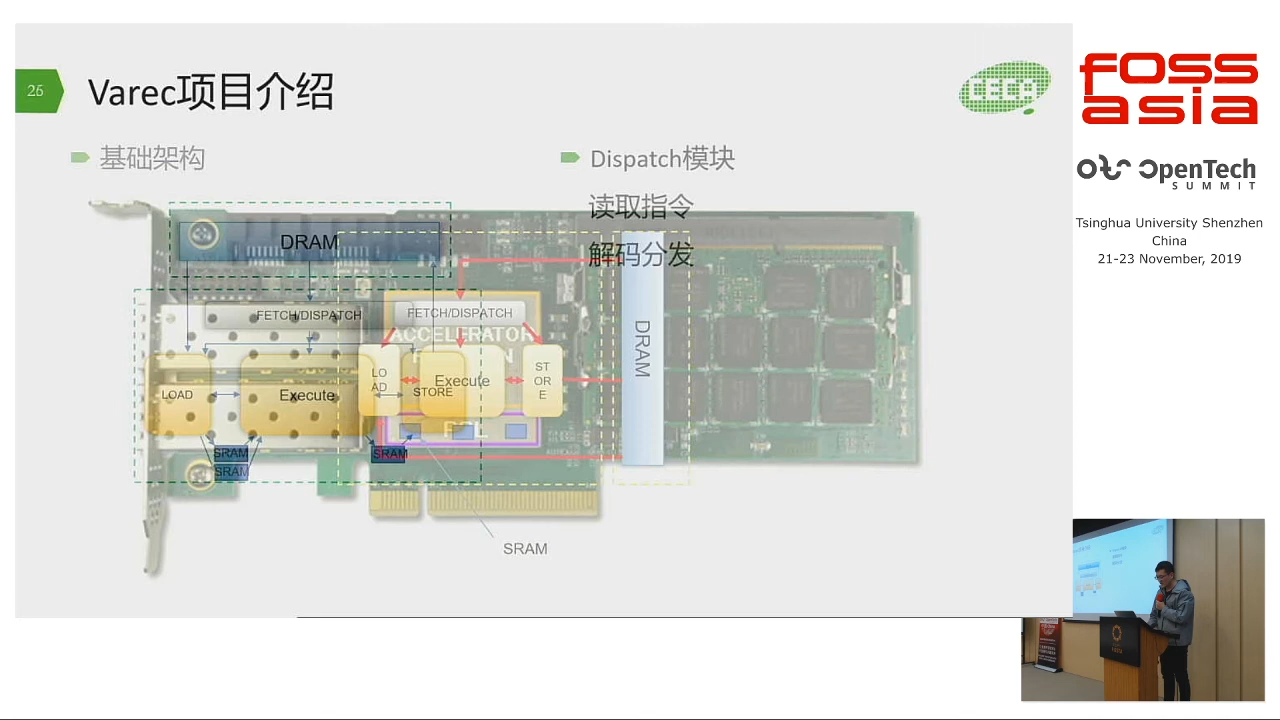 25
Varec项目介绍
基础架构
Dispatch模块
读取指令
解码分发
DRAM
FETCH/DISPATCH
FETCH/DISPATCH
ACCELERATOR
DRAM
LOAD
Execute
LO
AD
STORE
Execute
ST
OR
E
SRAM
SRAM
SRAM
SRAM
FOSS
asia
OpenTech
SUMMIT
Tsinghua University Shenzhen
China
21-23 November, 2019